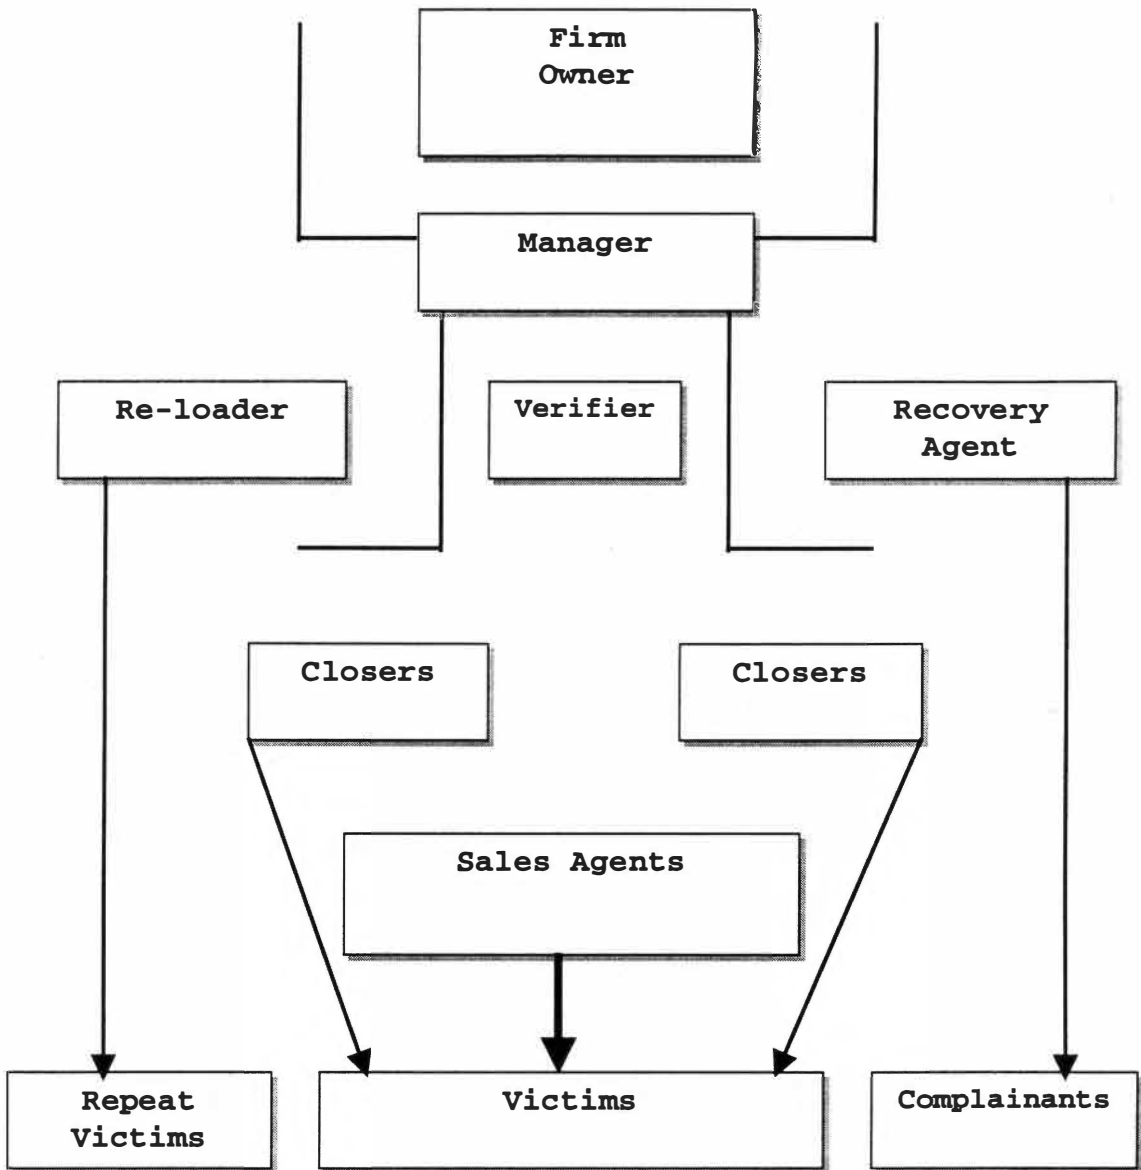 Firm
Owner
Manager
Re-loader
Verifier
Recovery
Agent
Closers
Closers
Sales Agents
Repeat
Victims
Victims
Complainants